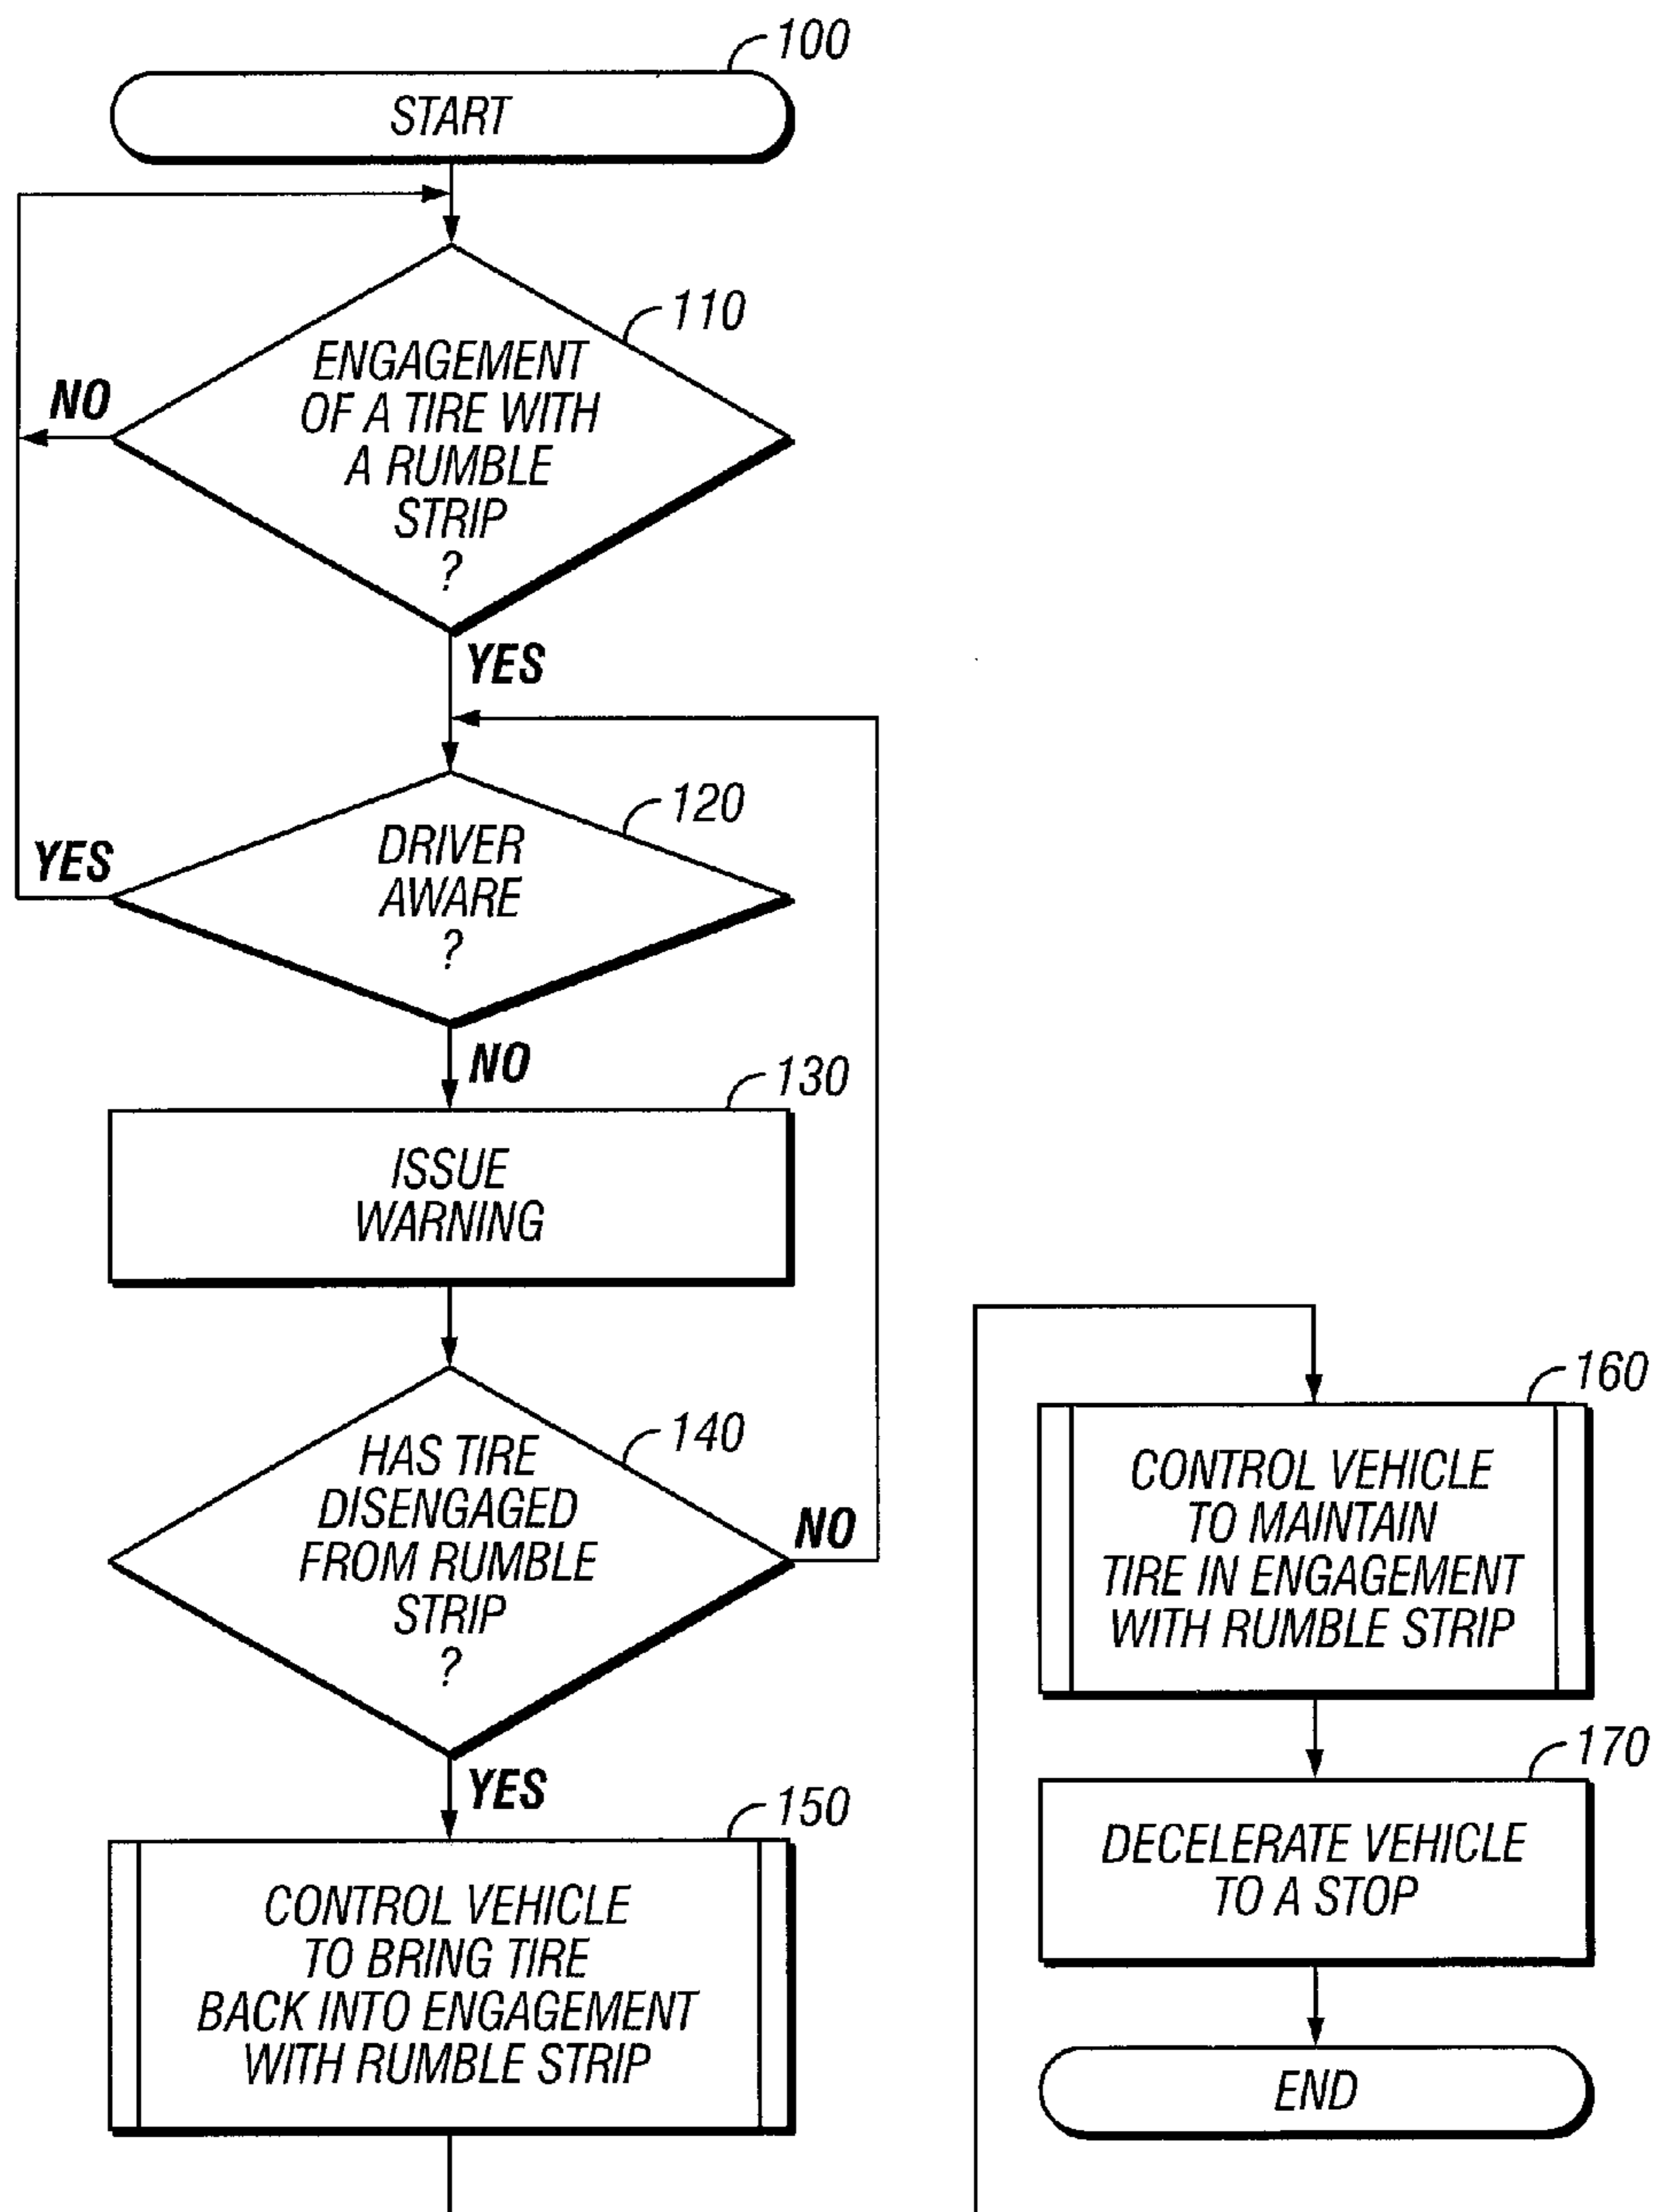 100
START
110
ENGAGEMENT
OF A TIRE WITH
A RUMBLE
STRIP
?
NO
YES
120
DRIVER
AWARE
?
YES
NO
130
ISSUE
WARNING
140
HAS TIRE
DISENGAGED
FROM RUMBLE
STRIP
?
NO
YES
150
CONTROL VEHICLE
TO BRING TIRE
BACK INTO ENGAGEMENT
WITH RUMBLE STRIP
160
CONTROL VEHICLE
TO MAINTAIN
TIRE IN ENGAGEMENT
WITH RUMBLE STRIP
170
DECELERATE VEHICLE
TO A STOP
END